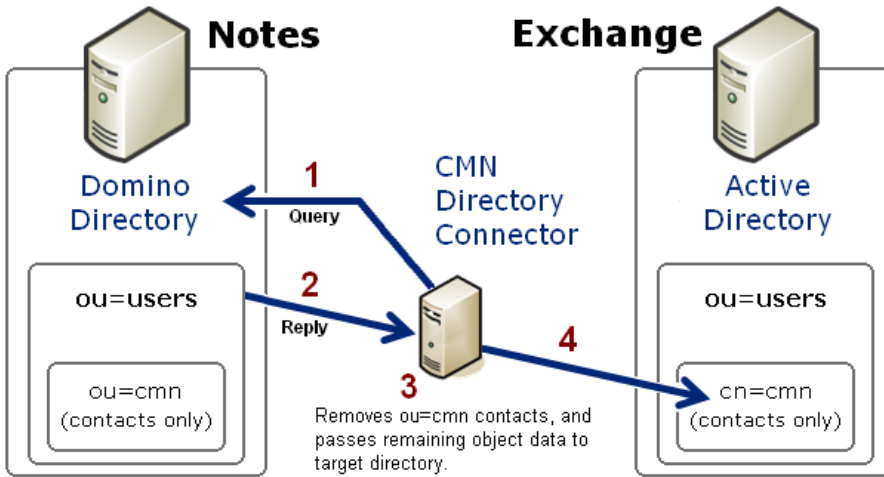 Notes
Exchange
Domino
Directory
1
Query
CMN
Directory
Connector
Active
Directory
ou=users
2
Reply
ou=users
4
ou=cmn
(contacts only)
3
cn=cmn
(contacts only)
Removes ou=cmn contacts, and
passes remaining object data to
target directory.